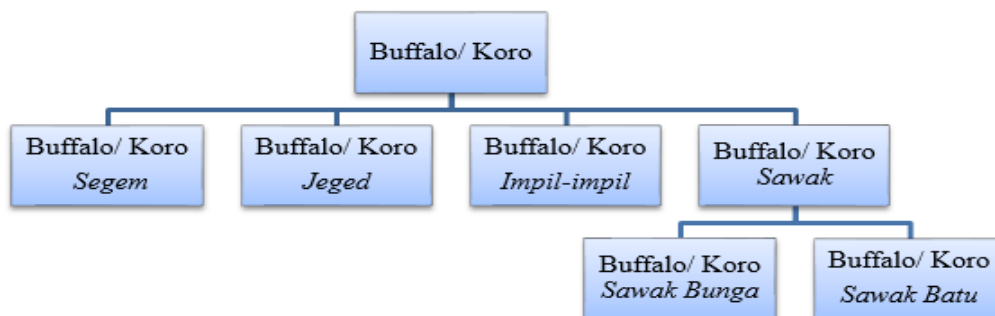 Buffalo/ Koro
Buffalo/ Koro
Segem
Buffalo/ Koro
Jeged
Buffalo/ Koro
Impil-impil
Buffalo/ Koro
Sawak
Buffalo/ Koro
Sawak Bunga
Buffalo/ Koro
Sawak Batu